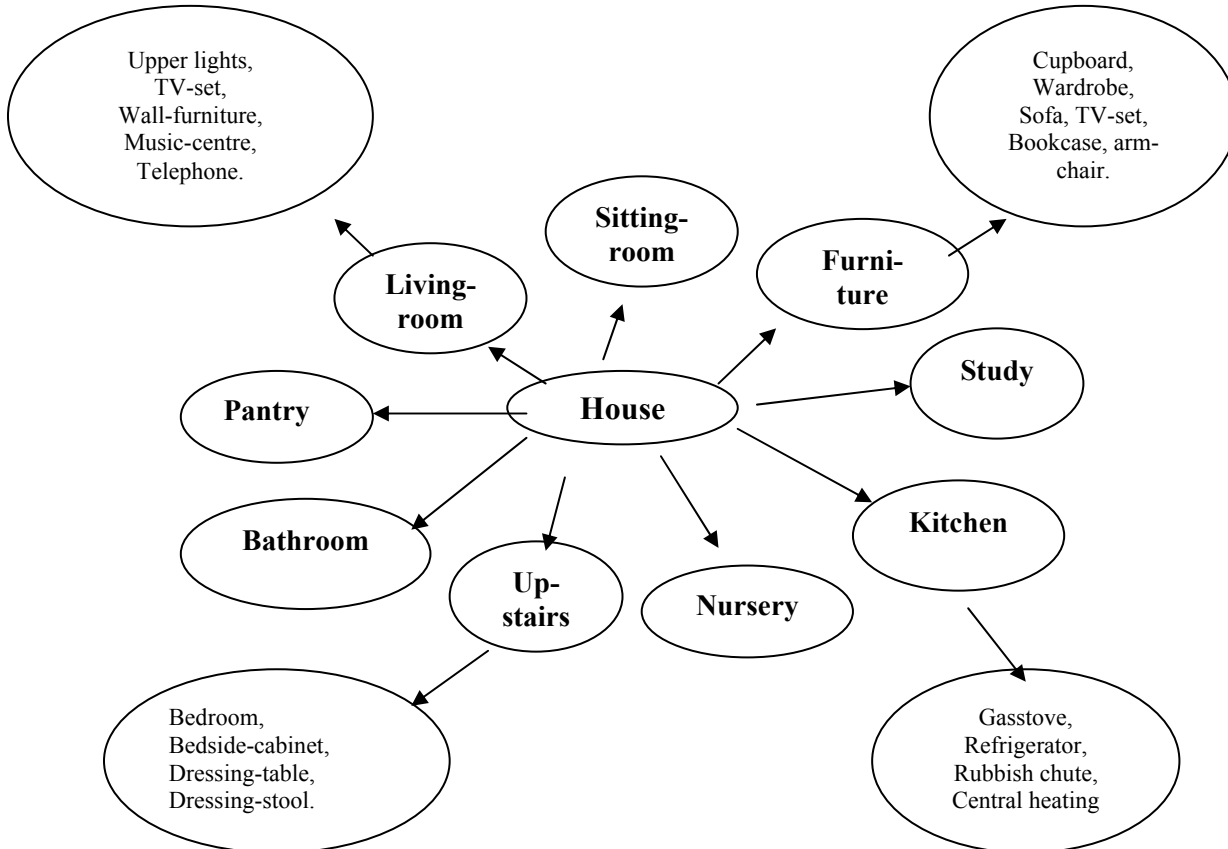 Upper lights,
TV-set,
Wall-furniture,
Music-centre,
Telephone.
Cupboard,
Wardrobe,
Sofa, TV-set,
Bookcase, arm-
chair.
Sitting-
room
Furni-
ture
Living-
room
Study
House
Pantry
Kitchen
Bathroom
Up-
stairs
Nursery
Bedroom,
Bedside-cabinet,
Dressing-table,
Dressing-stool.
Gasstove,
Refrigerator,
Rubbish chute,
Central heating